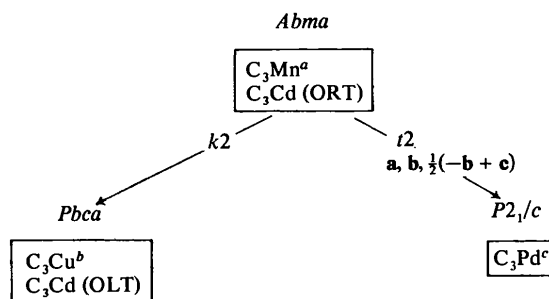 Abma
C₃Mnᵃ
C₃Cd (ORT)
k2
t2
a, b, ½(−b + c)
Pbca
P2₁/c
C₃Cuᵇ
C₃Cd (OLT)
C₃Pdᶜ